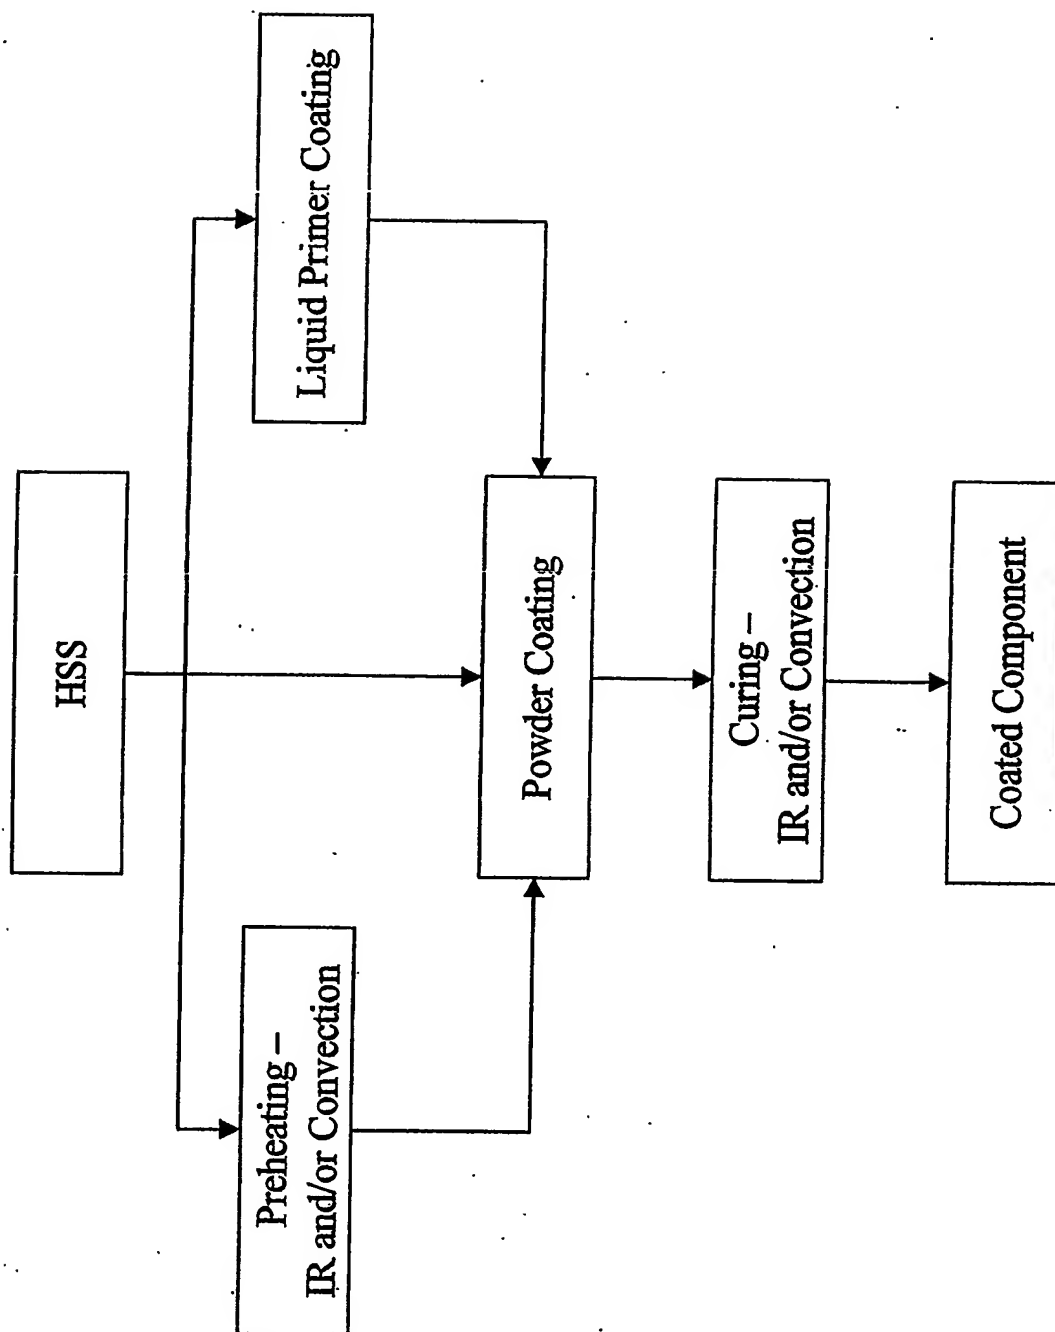 HSS
Preheating –
IR and/or Convection
Liquid Primer Coating
Powder Coating
Curing –
IR and/or Convection
Coated Component